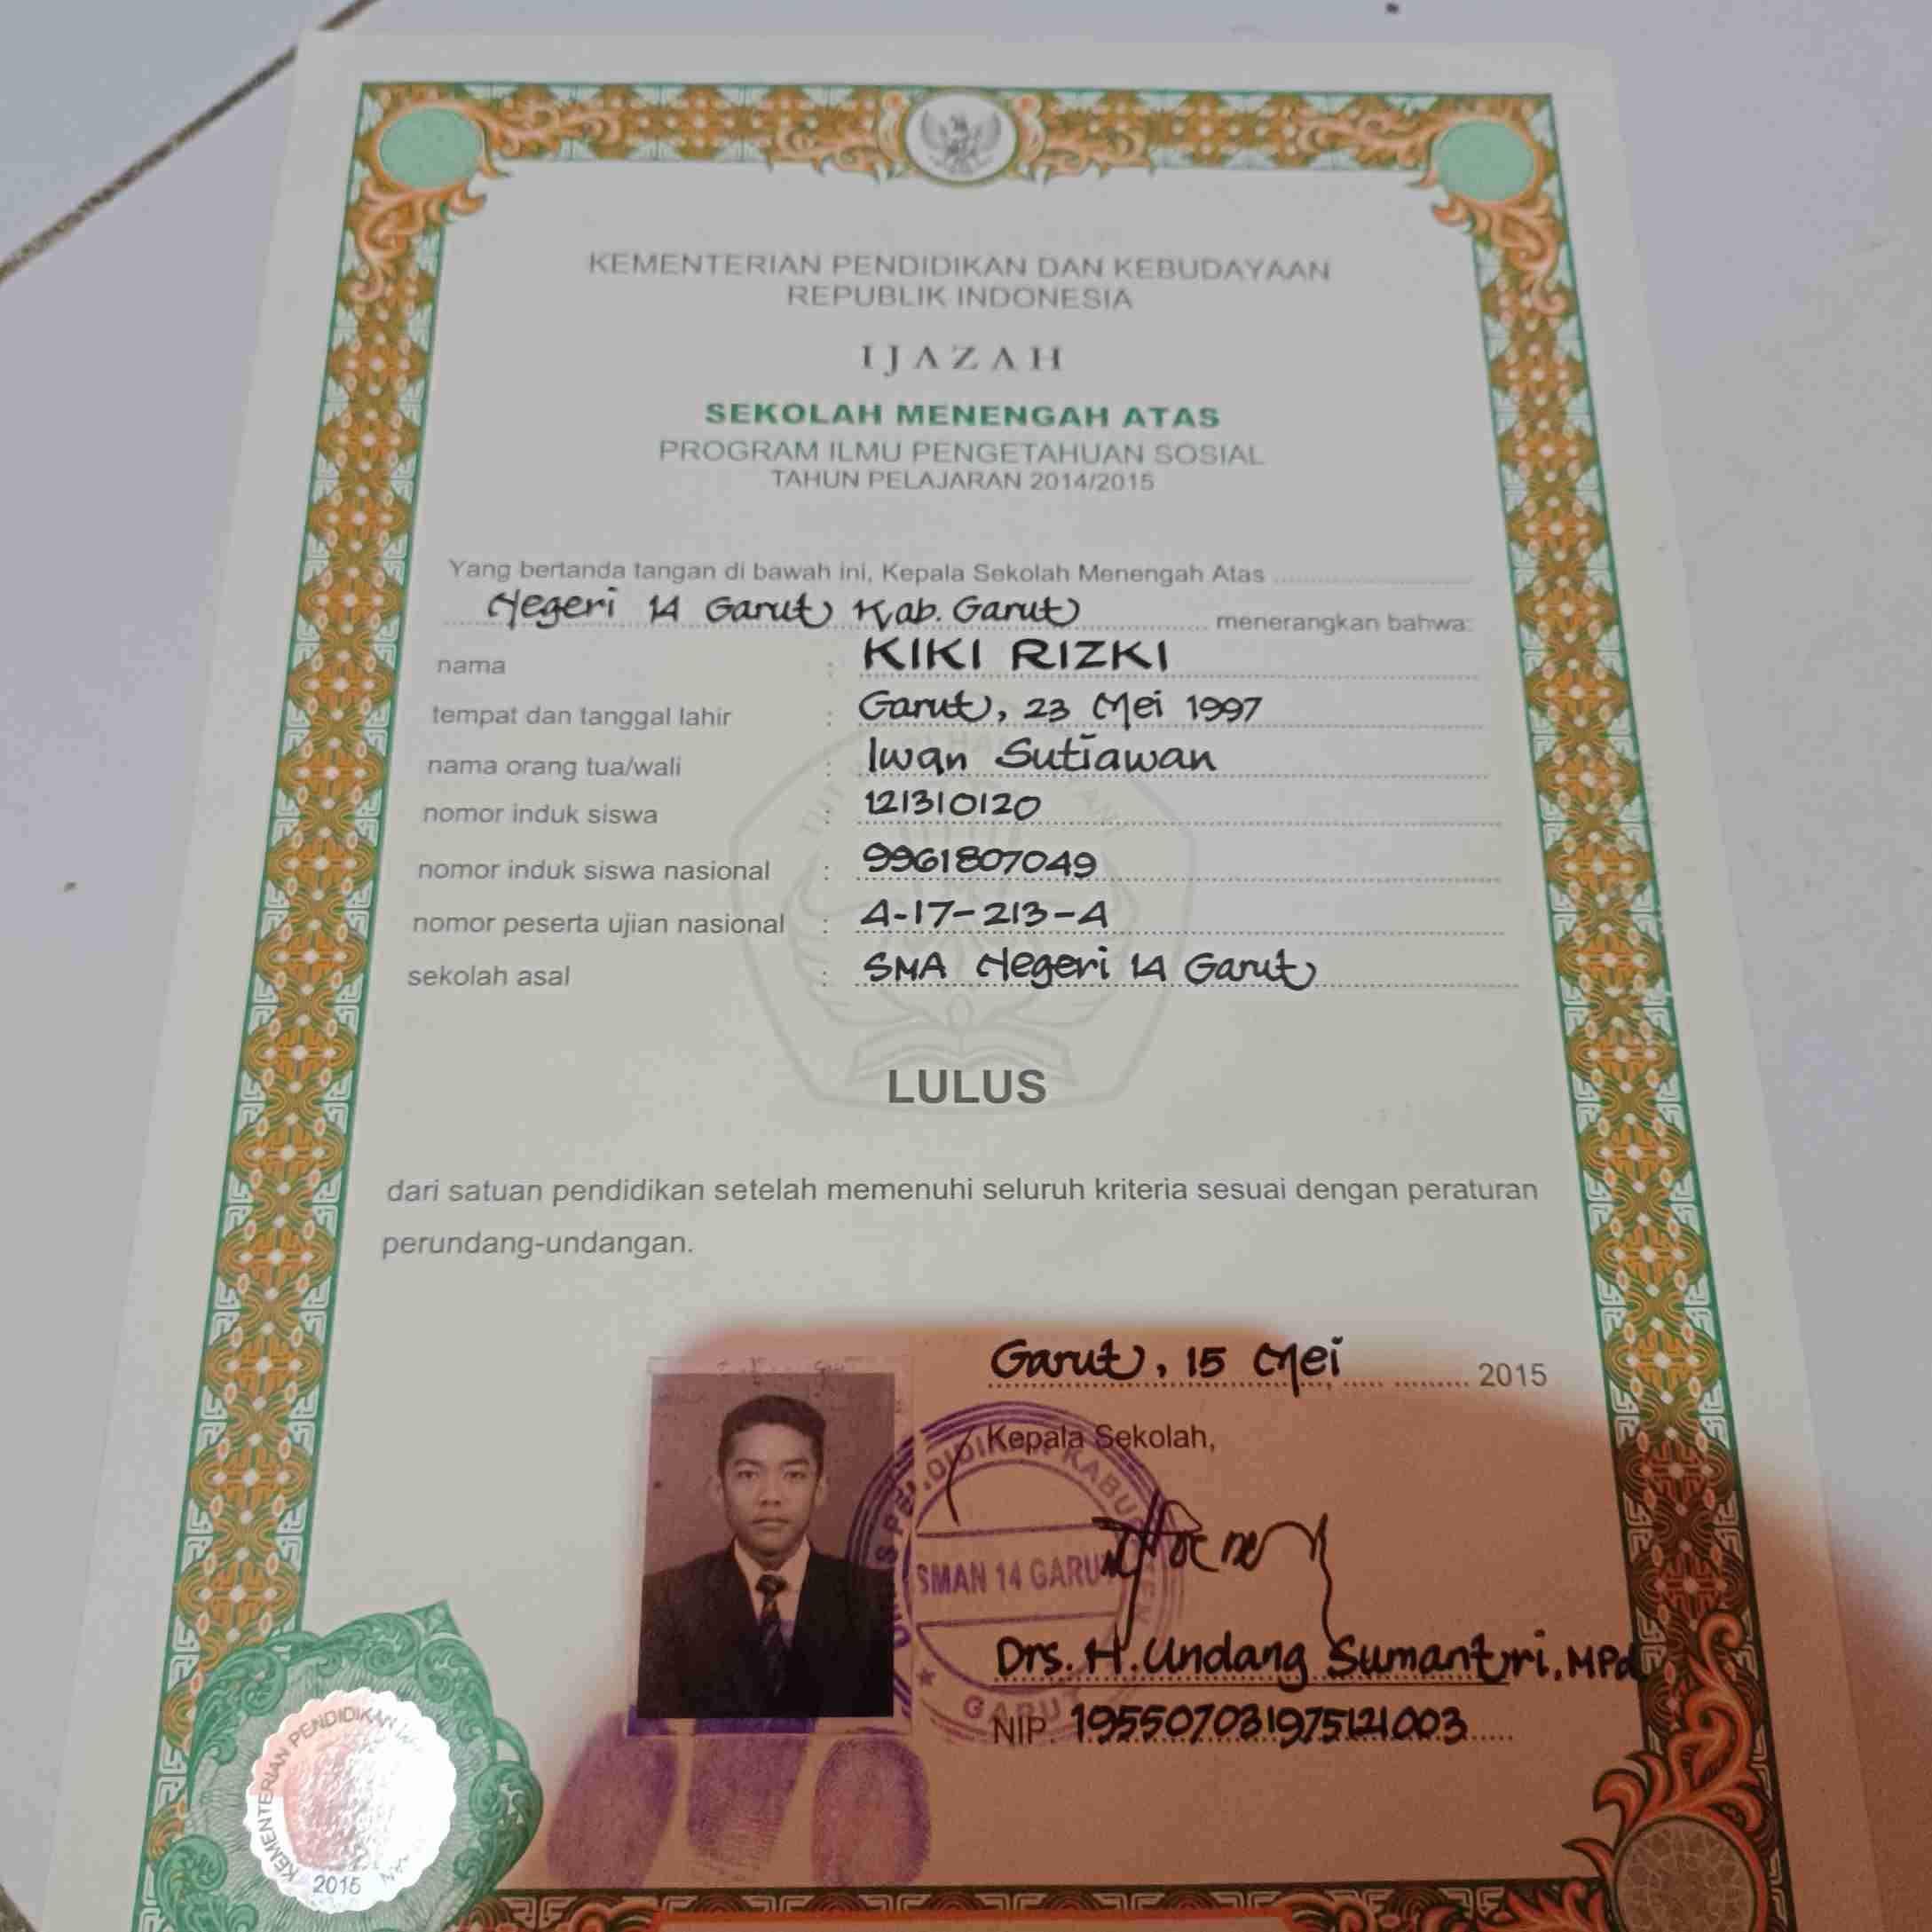 KEMENTERIAN PENDIDIKAN DAN KEBUDAYAAN
REPUBLIK INDONESIA
IJAZAH
SEKOLAH MENENGAH ATAS
PROGRAM ILMU PENGETAHUAN SOSIAL
TAHUN PELAJARAN 2014/2015
Yang bertanda tangan di bawah ini, Kepala Sekolah Menengah Atas
Negeri 14 Garut Kab. Garut menerangkan bahwa:
nama : KIKI RIZKI
tempat dan tanggal lahir : Garut, 23 Mei 1997
nama orang tua/wali : Iwan Sutiawan
nomor induk siswa : 121310120
nomor induk siswa nasional : 9961807049
nomor peserta ujian nasional : 4-17-213-4
sekolah asal : SMA Negeri 14 Garut
LULUS
dari satuan pendidikan setelah memenuhi seluruh kriteria sesuai dengan peraturan
perundang-undangan.
Garut, 15 Mei 2015
Kepala Sekolah,
SMAN 14 GARUT
GARUT
Drs. H. Undang Sumantri, MPd
NIP. 195507031975121003
KEMENTERIAN PENDIDIKAN
2015